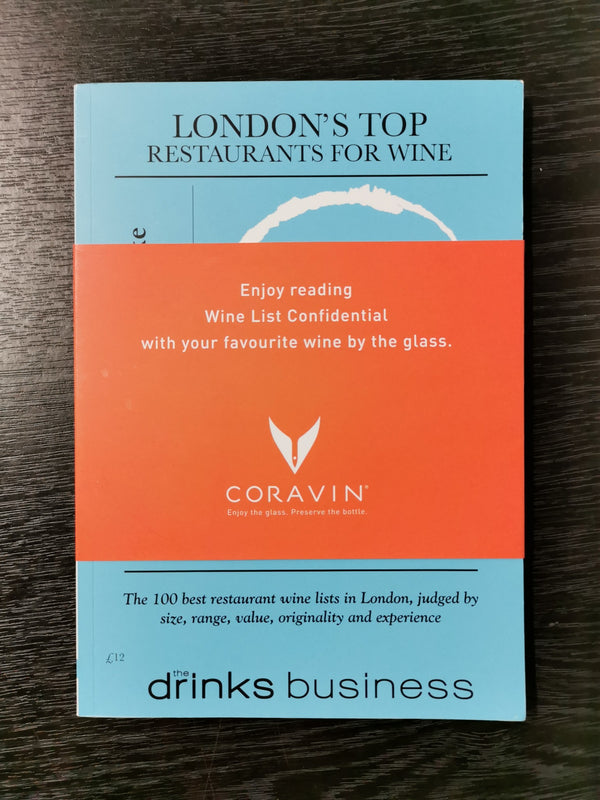 LONDON'S TOP
RESTAURANTS FOR WINE
Enjoy reading
Wine List Confidential
with your favourite wine by the glass.
CORAVIN®
Enjoy the glass. Preserve the bottle.
The 100 best restaurant wine lists in London, judged by
size, range, value, originality and experience
£12
the
drinks business